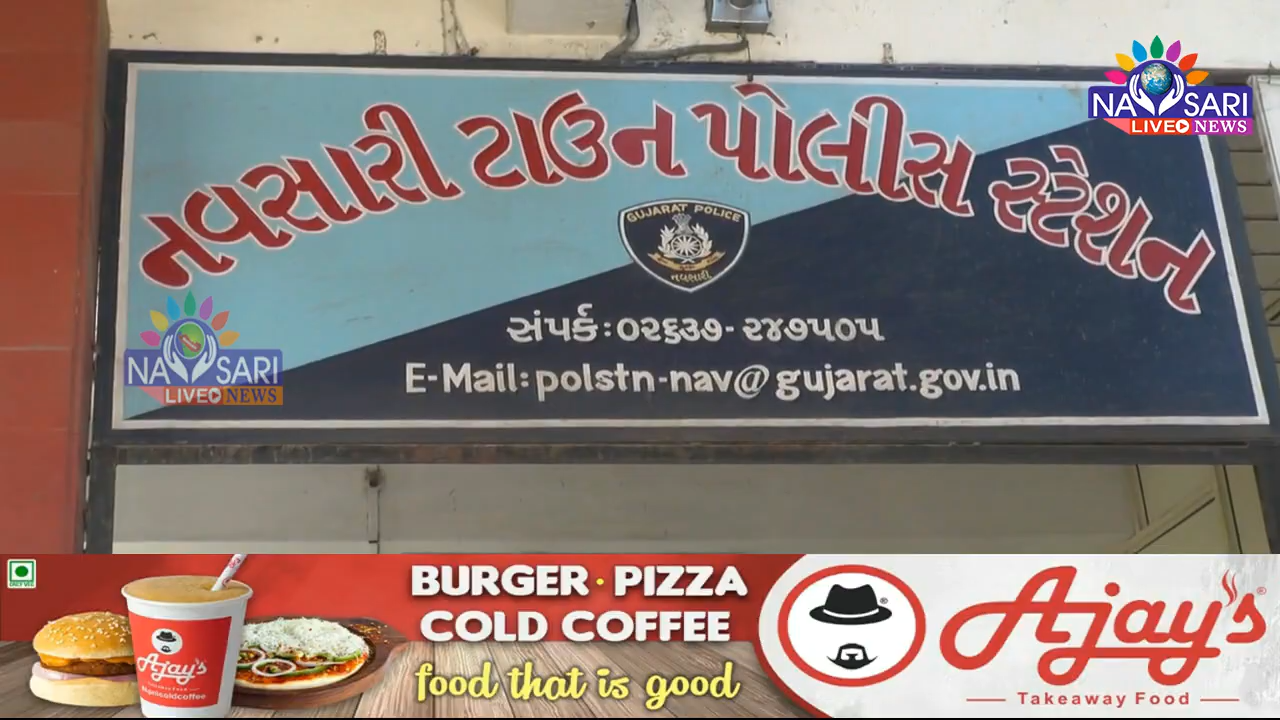 NAVSARI
LIVE NEWS
નવસારી ટાઉન પોલીસ સ્ટેશન
GUJARAT POLICE
નવસારી
સંપર્ક : ૦૨૬૩૭ - ૨૪૭૫૦૫
E-Mail: polstn-nav@gujarat.gov.in
NAVSARI
LIVE NEWS
BURGER · PIZZA
COLD COFFEE
food that is good
Ajay's
Ajay's
Takeaway Food